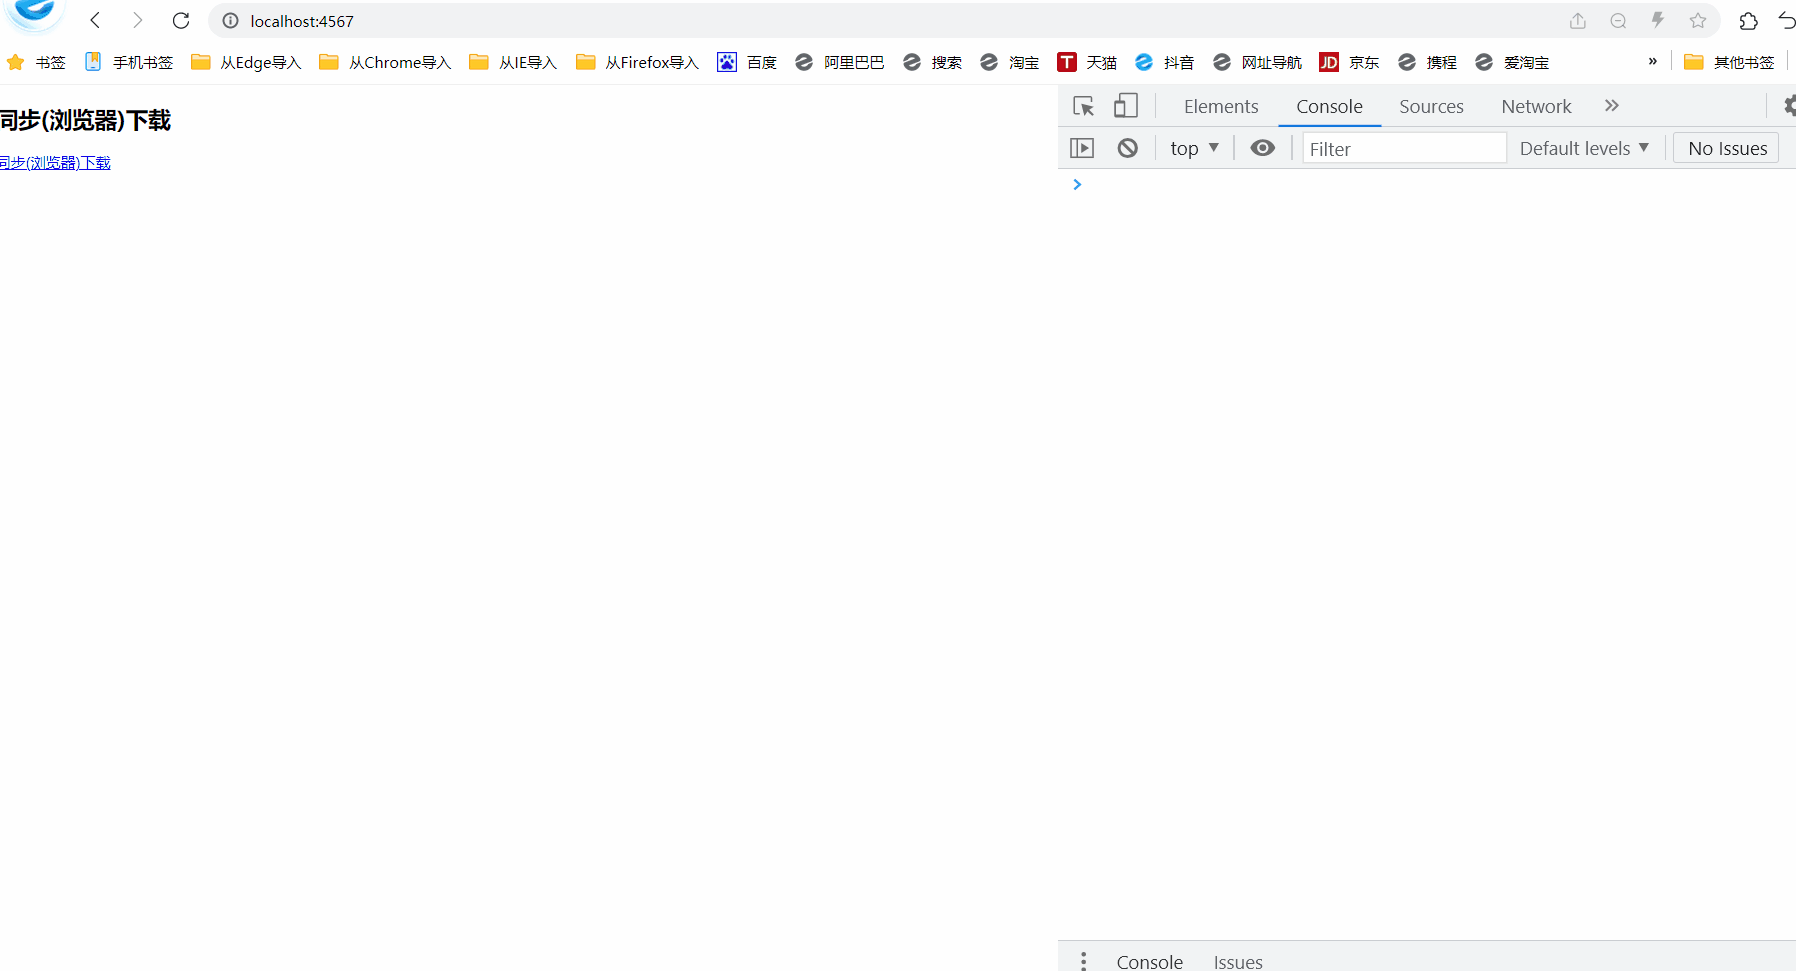 localhost:4567
书签 手机书签 从Edge导入 从Chrome导入 从IE导入 从Firefox导入 百度 阿里巴巴 搜索 淘宝 T 天猫 抖音 网址导航 JD 京东 携程 爱淘宝 » 其他书签
同步(浏览器)下载
同步(浏览器)下载
Elements Console Sources Network
top Filter Default levels No Issues
Console Issues